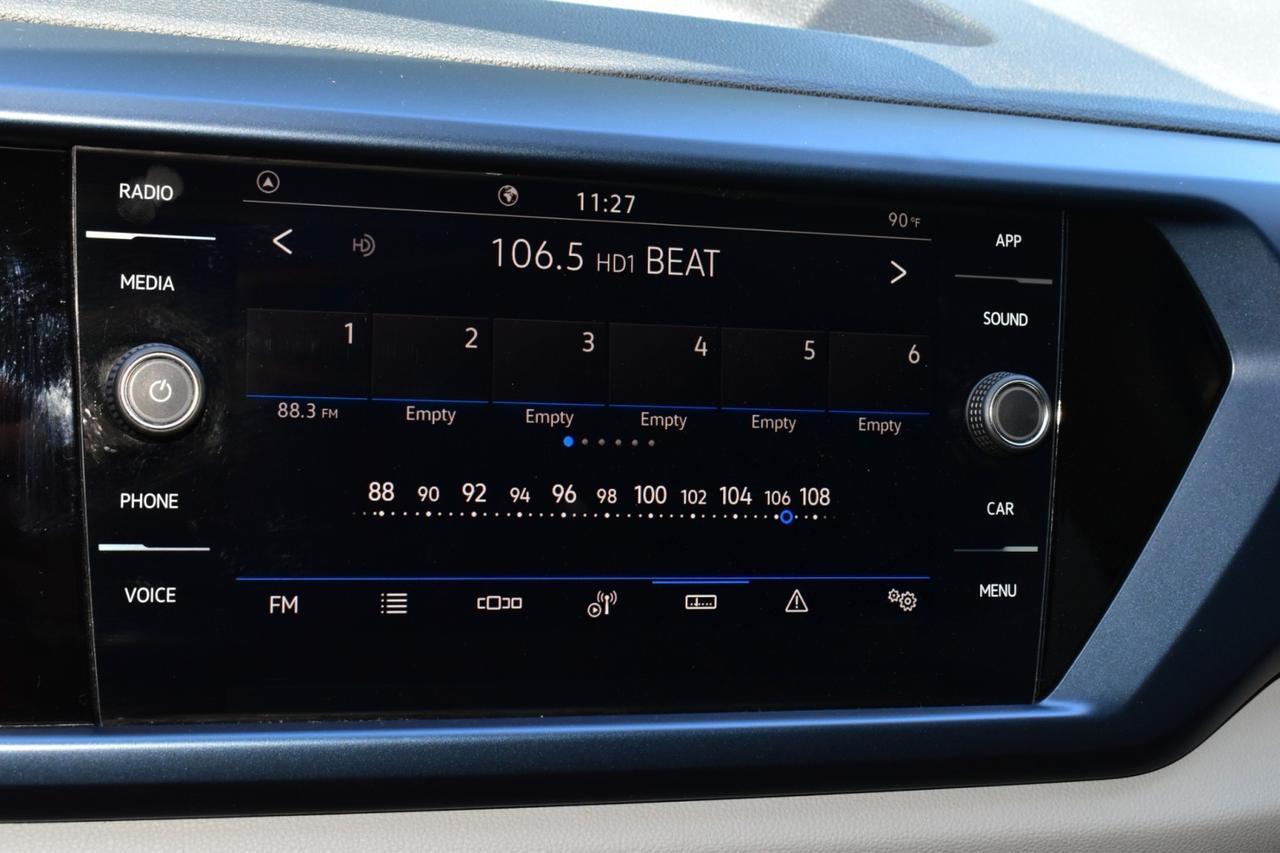 RADIO
MEDIA
PHONE
VOICE
11:27
90°F
HD
106.5 HD1 BEAT
1 2 3 4 5 6
88.3 FM Empty Empty Empty Empty Empty
88 90 92 94 96 98 100 102 104 106 108
FM
APP
SOUND
CAR
MENU